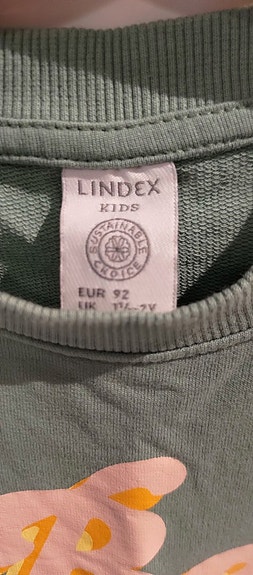 LINDEX
KIDS
SUSTAINABLE
CHOICE
EUR 92
UK 1½-2Y